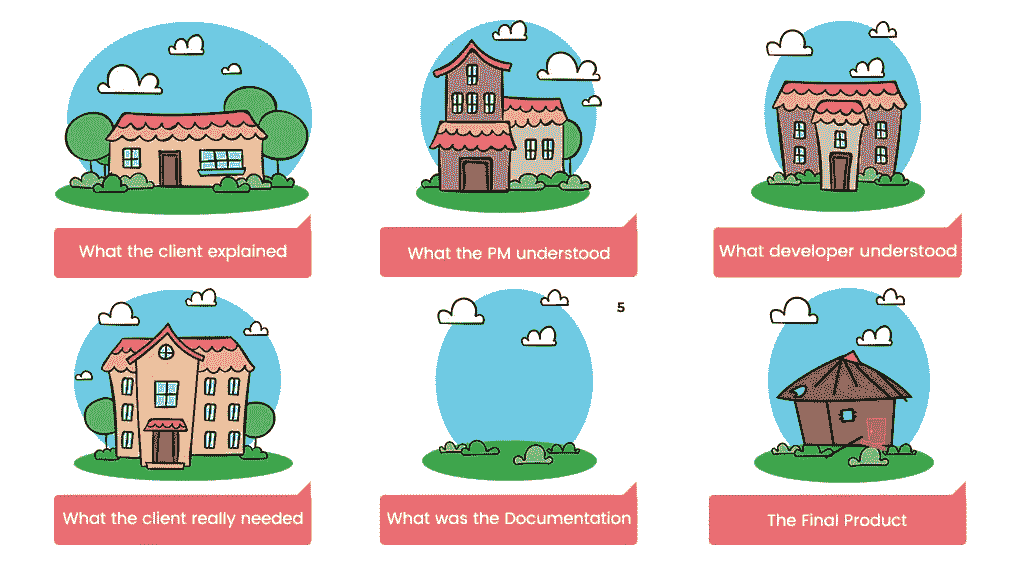 What the client explained
What the PM understood
What developer understood
5
What the client really needed
What was the Documentation
The Final Product